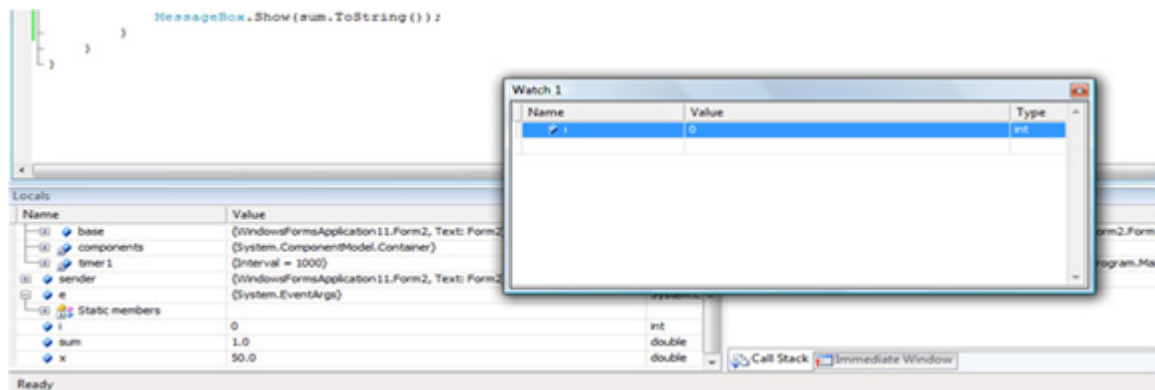 MessageBox.Show(sum.ToString());
}
}
}
Watch 1
Name Value Type
i 0 int
Locals
Name Value
base {WindowsFormsApplication11.Form2, Text: Form2
components {System.ComponentModel.Container}
timer1 {Interval = 1000}
sender {WindowsFormsApplication11.Form2, Text: Form2
e {System.EventArgs}
Static members
i 0 int
sum 1.0 double
x 50.0 double
Call Stack Immediate Window
Ready